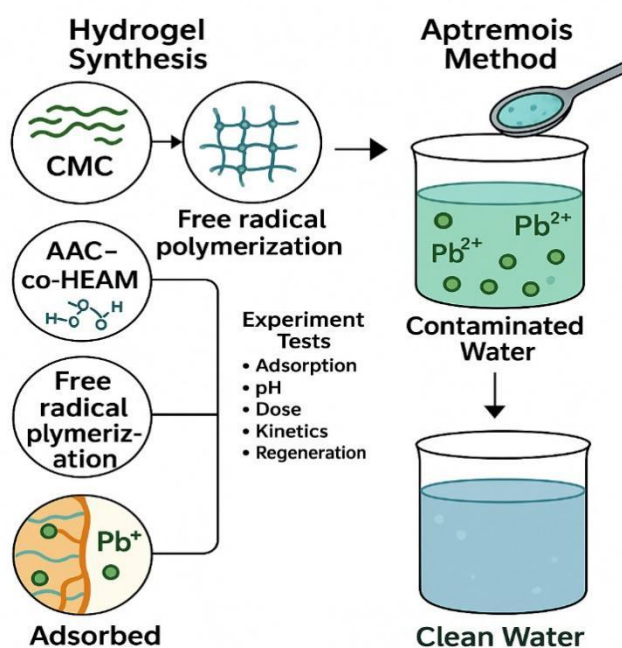 Hydrogel
Synthesis
CMC
Free radical
polymerization
AAC–
co-HEAM
H
O
O
O
H
Free
radical
plymeriz-
ation
Pb⁺
Adsorbed
Experiment
Tests
• Adsorption
• pH
• Dose
• Kinetics
• Regeneration
Aptremois
Method
Pb²⁺
Pb²⁺
Contaminated
Water
Clean Water